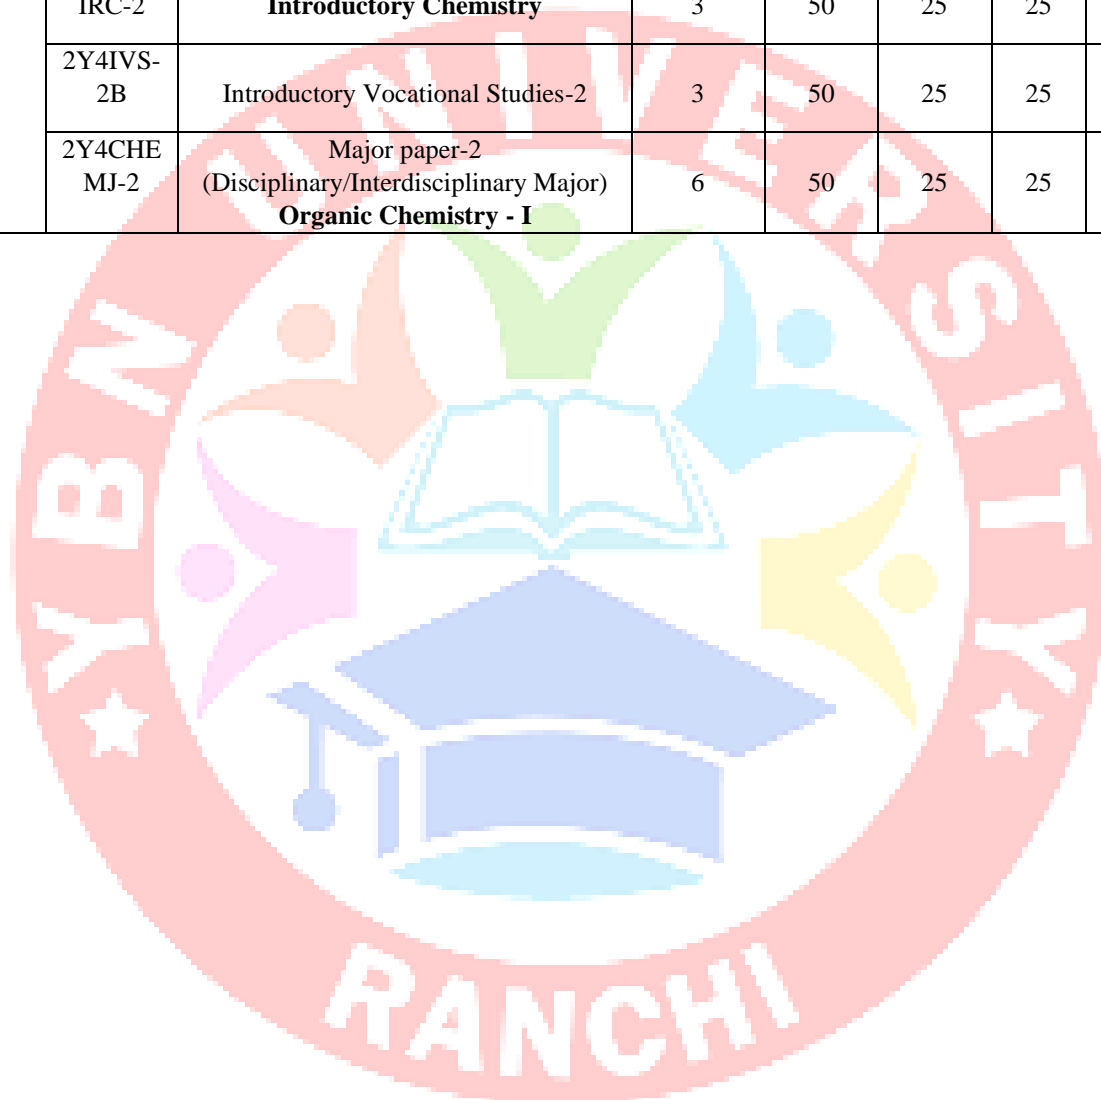 IRC-2 Introductory Chemistry 3 50 25 25
2Y4IVS-
2B Introductory Vocational Studies-2 3 50 25 25
2Y4CHE Major paper-2
MJ-2 (Disciplinary/Interdisciplinary Major) 6 50 25 25
Organic Chemistry - I
YBN UNIVERSITY
RANCHI